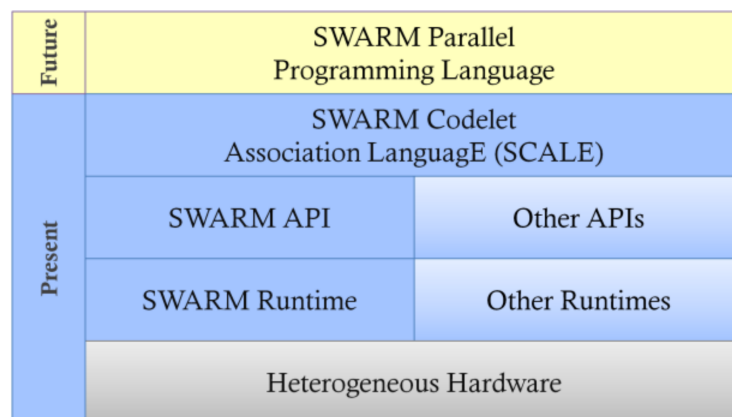 Future
SWARM Parallel
Programming Language
Present
SWARM Codelet
Association LanguagE (SCALE)
SWARM API
Other APIs
SWARM Runtime
Other Runtimes
Heterogeneous Hardware